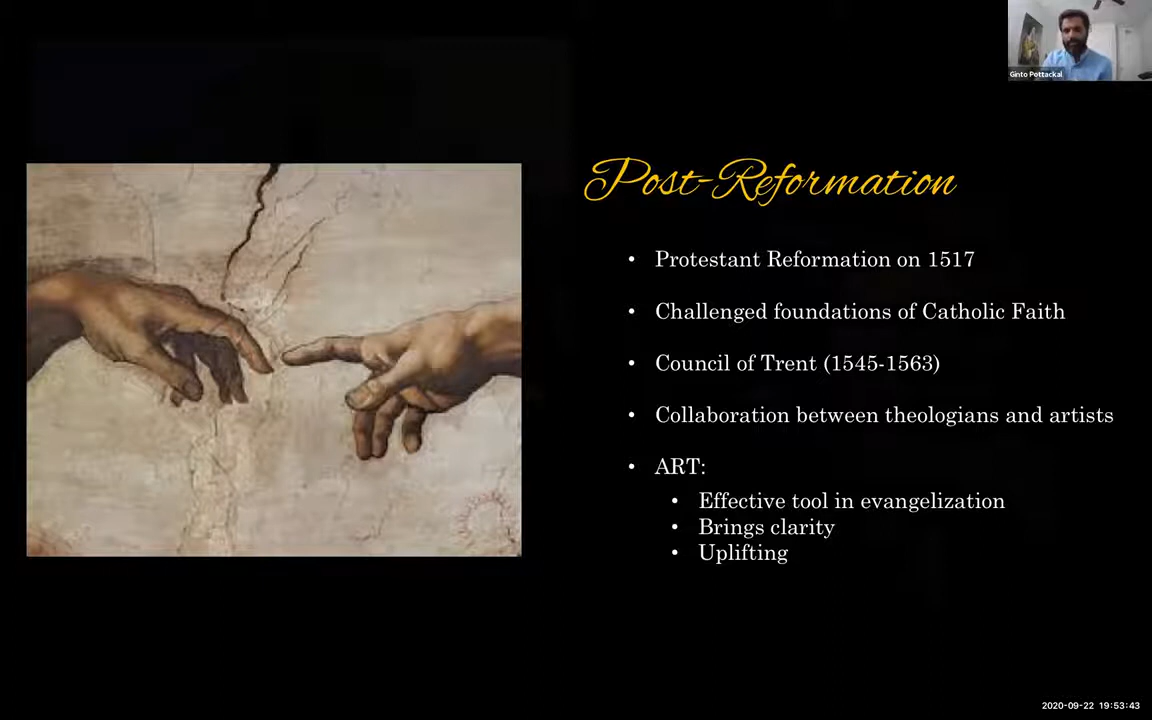 Ginto Pottackal
Post-Reformation
• Protestant Reformation on 1517
• Challenged foundations of Catholic Faith
• Council of Trent (1545-1563)
• Collaboration between theologians and artists
• ART:
• Effective tool in evangelization
• Brings clarity
• Uplifting
2020-09-22 19:53:43